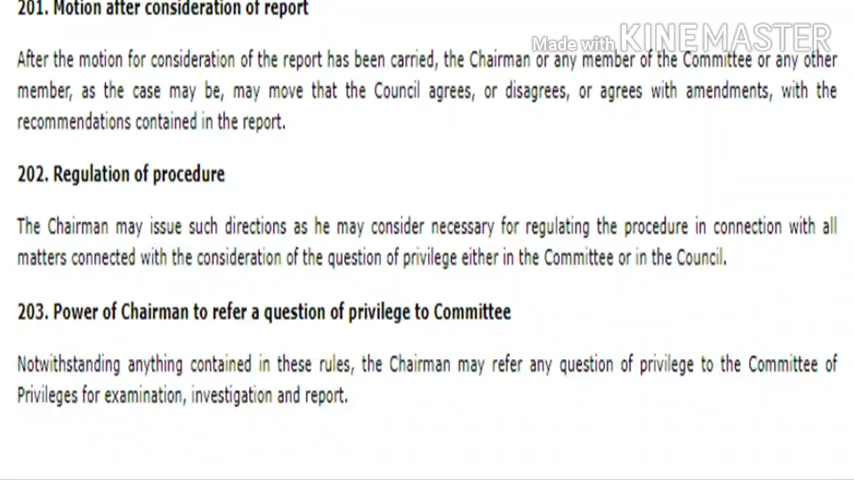 201. Motion after consideration of report
Made with KINEMASTER
After the motion for consideration of the report has been carried, the Chairman or any member of the Committee or any other
member, as the case may be, may move that the Council agrees, or disagrees, or agrees with amendments, with the
recommendations contained in the report.
202. Regulation of procedure
The Chairman may issue such directions as he may consider necessary for regulating the procedure in connection with all
matters connected with the consideration of the question of privilege either in the Committee or in the Council.
203. Power of Chairman to refer a question of privilege to Committee
Notwithstanding anything contained in these rules, the Chairman may refer any question of privilege to the Committee of
Privileges for examination, investigation and report.